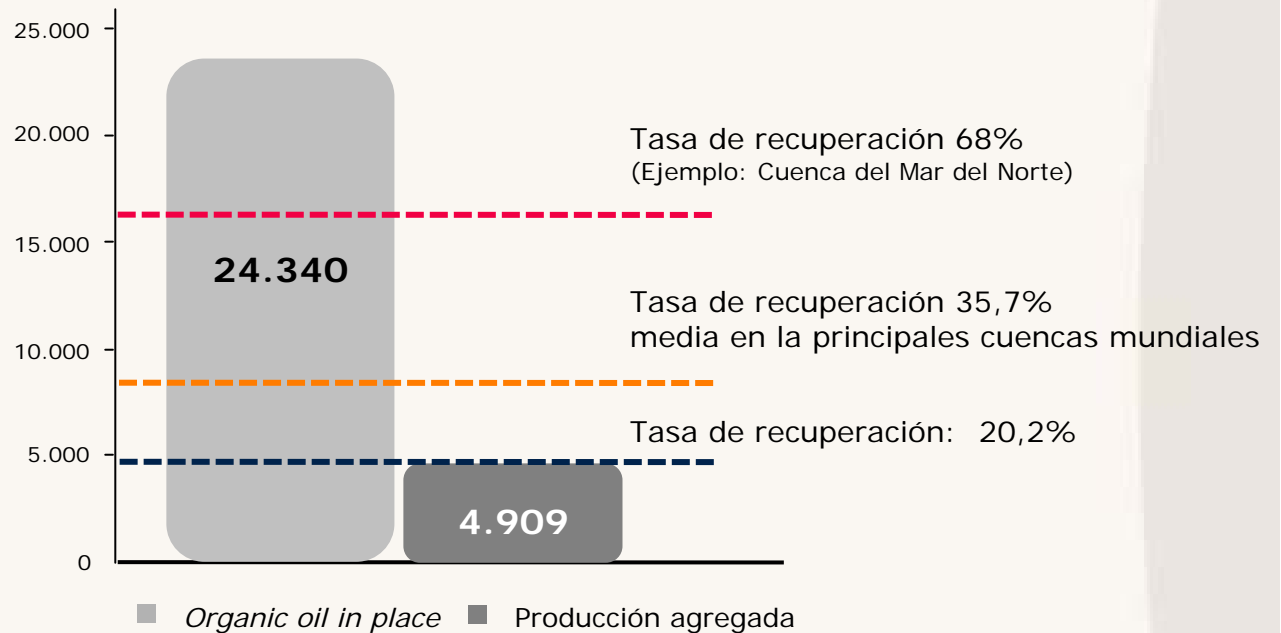 25.000
20.000
15.000
10.000
5.000
0
Tasa de recuperación 68%
(Ejemplo: Cuenca del Mar del Norte)
24.340
Tasa de recuperación 35,7%
media en la principales cuencas mundiales
Tasa de recuperación: 20,2%
4.909
Organic oil in place
Producción agregada